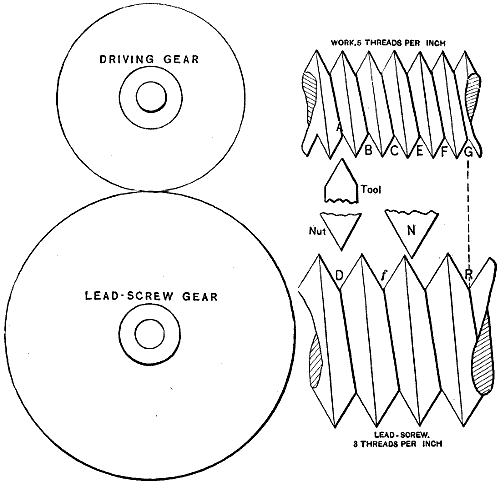 DRIVING GEAR
WORK,5 THREADS PER INCH
A
B C E F G
Tool
Nut
N
D f R
LEAD-SCREW GEAR
LEAD-SCREW.
3 THREADS PER INCH